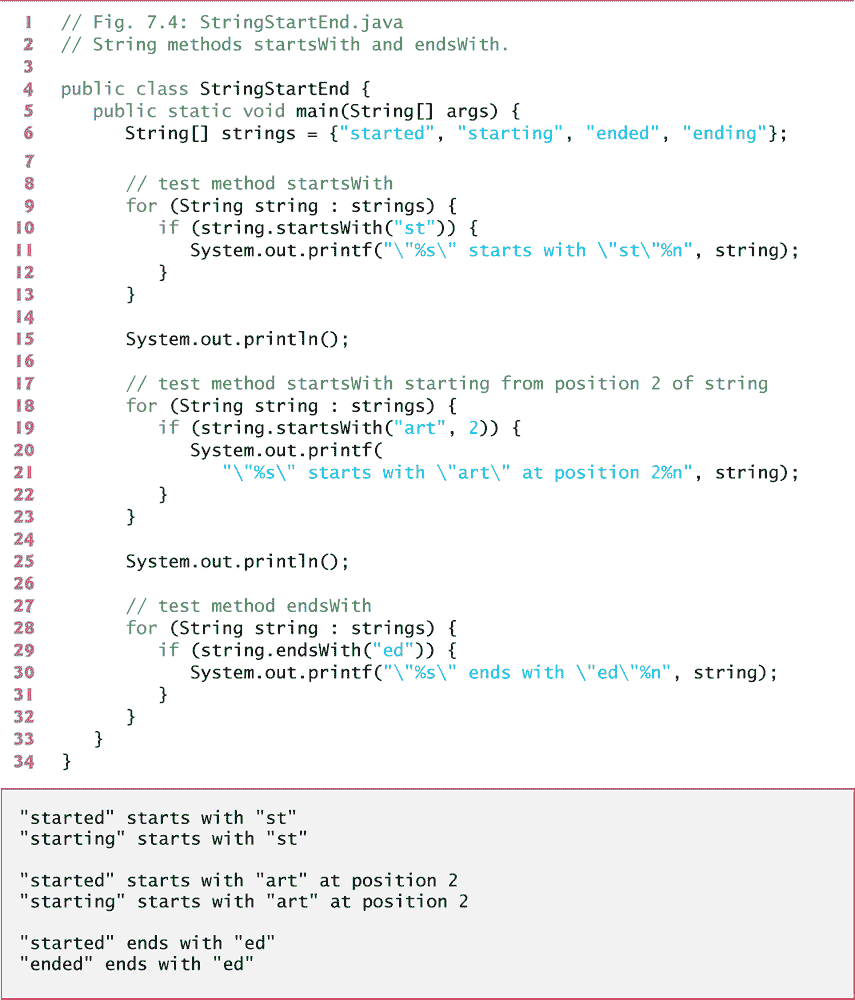 1 // Fig. 7.4: StringStartEnd.java
2 // String methods startsWith and endsWith.
3
4 public class StringStartEnd {
5    public static void main(String[] args) {
6       String[] strings = {"started", "starting", "ended", "ending"};
7
8       // test method startsWith
9       for (String string : strings) {
10         if (string.startsWith("st")) {
11            System.out.printf("\"%s\" starts with \"st\"%n", string);
12         }
13      }
14
15      System.out.println();
16
17      // test method startsWith starting from position 2 of string
18      for (String string : strings) {
19         if (string.startsWith("art", 2)) {
20            System.out.printf(
21               "\"%s\" starts with \"art\" at position 2%n", string);
22         }
23      }
24
25      System.out.println();
26
27      // test method endsWith
28      for (String string : strings) {
29         if (string.endsWith("ed")) {
30            System.out.printf("\"%s\" ends with \"ed\"%n", string);
31         }
32      }
33   }
34 }
"started" starts with "st"
"starting" starts with "st"

"started" starts with "art" at position 2
"starting" starts with "art" at position 2

"started" ends with "ed"
"ended" ends with "ed"